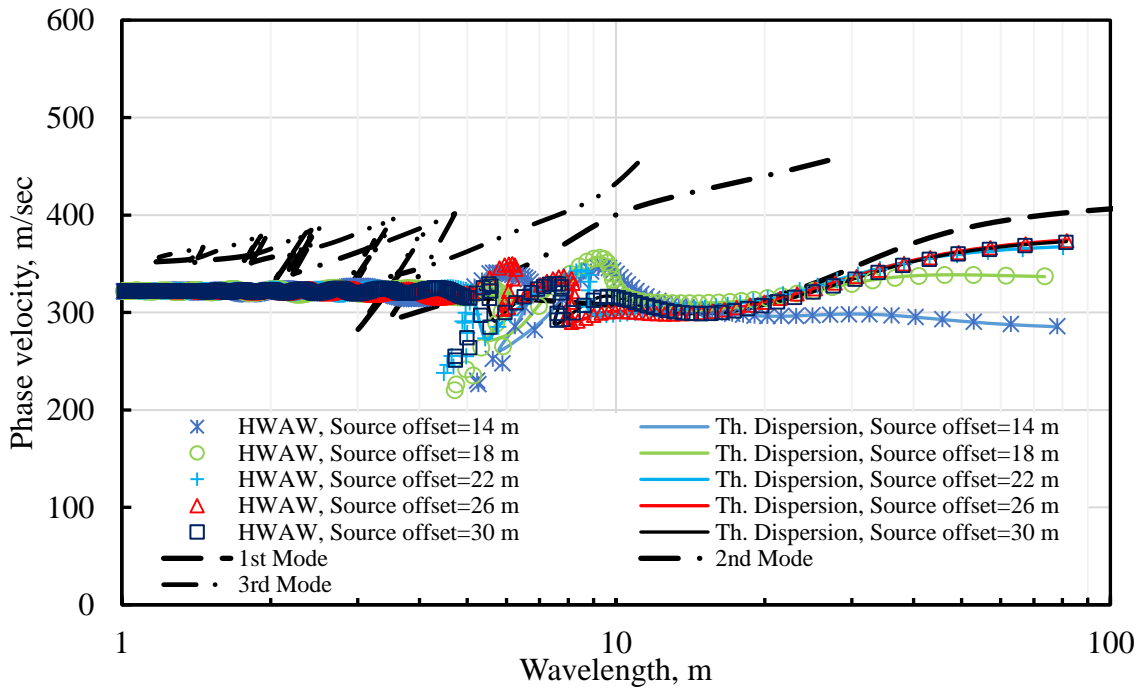 600
500
400
300
200
100
0
Phase velocity, m/sec
HWAW, Source offset=14 m
HWAW, Source offset=18 m
HWAW, Source offset=22 m
HWAW, Source offset=26 m
HWAW, Source offset=30 m
1st Mode
3rd Mode
Th. Dispersion, Source offset=14 m
Th. Dispersion, Source offset=18 m
Th. Dispersion, Source offset=22 m
Th. Dispersion, Source offset=26 m
Th. Dispersion, Source offset=30 m
2nd Mode
1
10
100
Wavelength, m